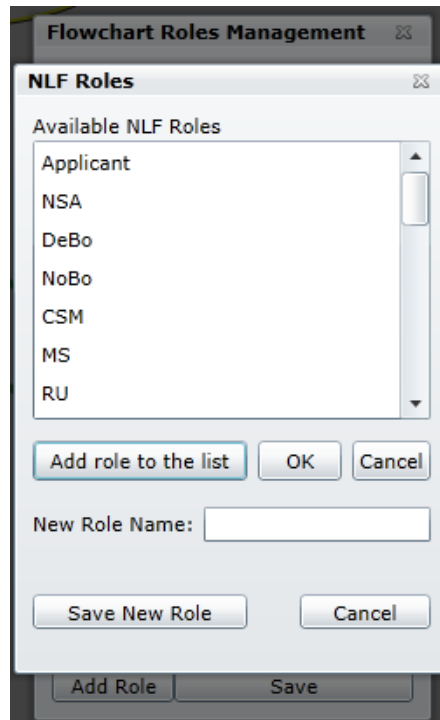 Flowchart Roles Management
NLF Roles
Available NLF Roles
Applicant
NSA
DeBo
NoBo
CSM
MS
RU
Add role to the list OK Cancel
New Role Name:
Save New Role Cancel
Add Role Save